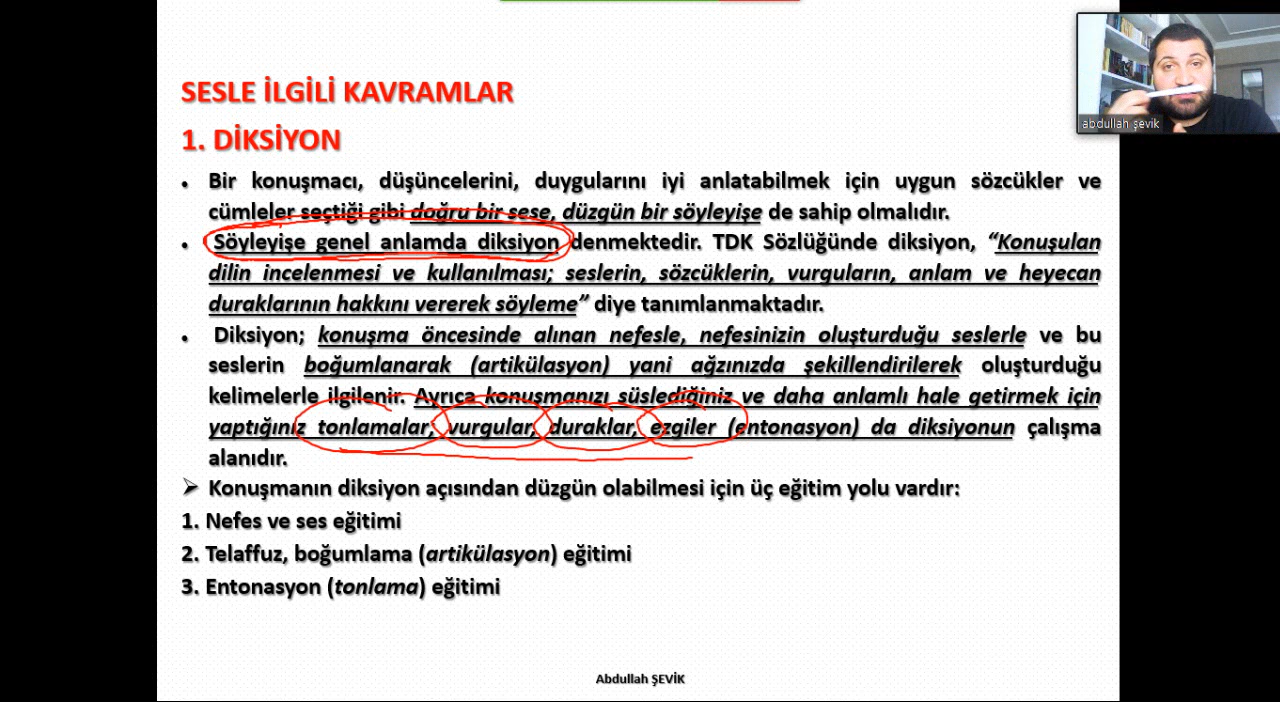 SESLE İLGİLİ KAVRAMLAR
1. DİKSİYON
• Bir konuşmacı, düşüncelerini, duygularını iyi anlatabilmek için uygun sözcükler ve
cümleler seçtiği gibi doğru bir sese, düzgün bir söyleyişe de sahip olmalıdır.
• Söyleyişe genel anlamda diksiyon denmektedir. TDK Sözlüğünde diksiyon, “Konuşulan
dilin incelenmesi ve kullanılması; seslerin, sözcüklerin, vurguların, anlam ve heyecan
duraklarının hakkını vererek söyleme” diye tanımlanmaktadır.
• Diksiyon; konuşma öncesinde alınan nefesle, nefesinizin oluşturduğu seslerle ve bu
seslerin boğumlanarak (artikülasyon) yani ağzınızda şekillendirilerek oluşturduğu
kelimelerle ilgilenir. Ayrıca konuşmanızı süslediğiniz ve daha anlamlı hale getirmek için
yaptığınız tonlamalar, vurgular, duraklar, ezgiler (entonasyon) da diksiyonun çalışma
alanıdır.
➢ Konuşmanın diksiyon açısından düzgün olabilmesi için üç eğitim yolu vardır:
1. Nefes ve ses eğitimi
2. Telaffuz, boğumlama (artikülasyon) eğitimi
3. Entonasyon (tonlama) eğitimi
Abdullah ŞEVİK
abdullah şevik